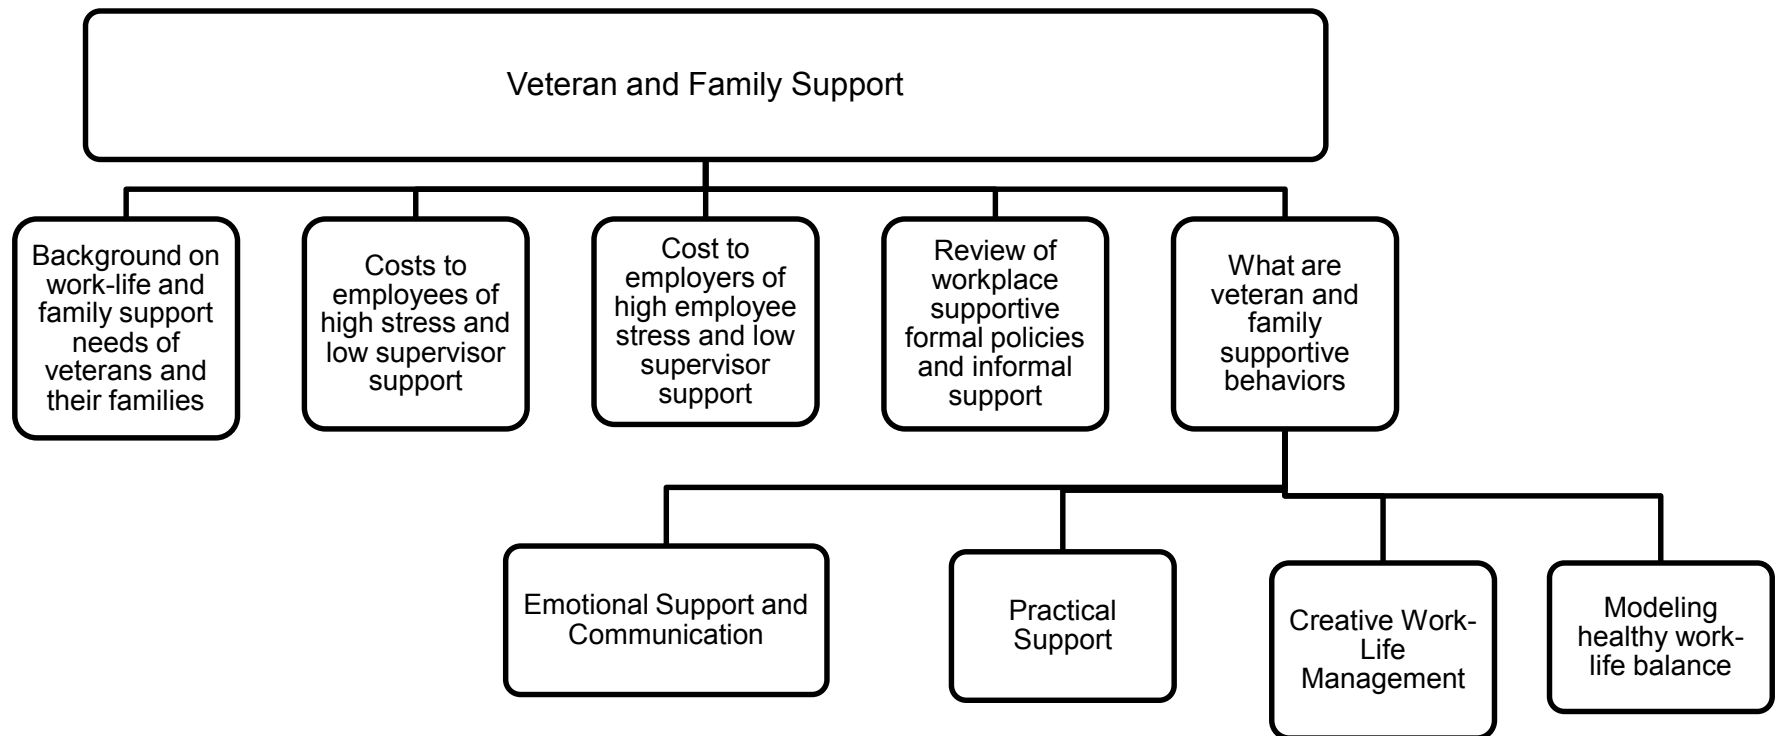 Veteran and Family Support
Background on
work-life and
family support
needs of
veterans and
their families
Costs to
employees of
high stress and
low supervisor
support
Cost to
employers of
high employee
stress and low
supervisor
support
Review of
workplace
supportive
formal policies
and informal
support
What are
veteran and
family
supportive
behaviors
Emotional Support and
Communication
Practical
Support
Creative Work-
Life
Management
Modeling
healthy work-
life balance